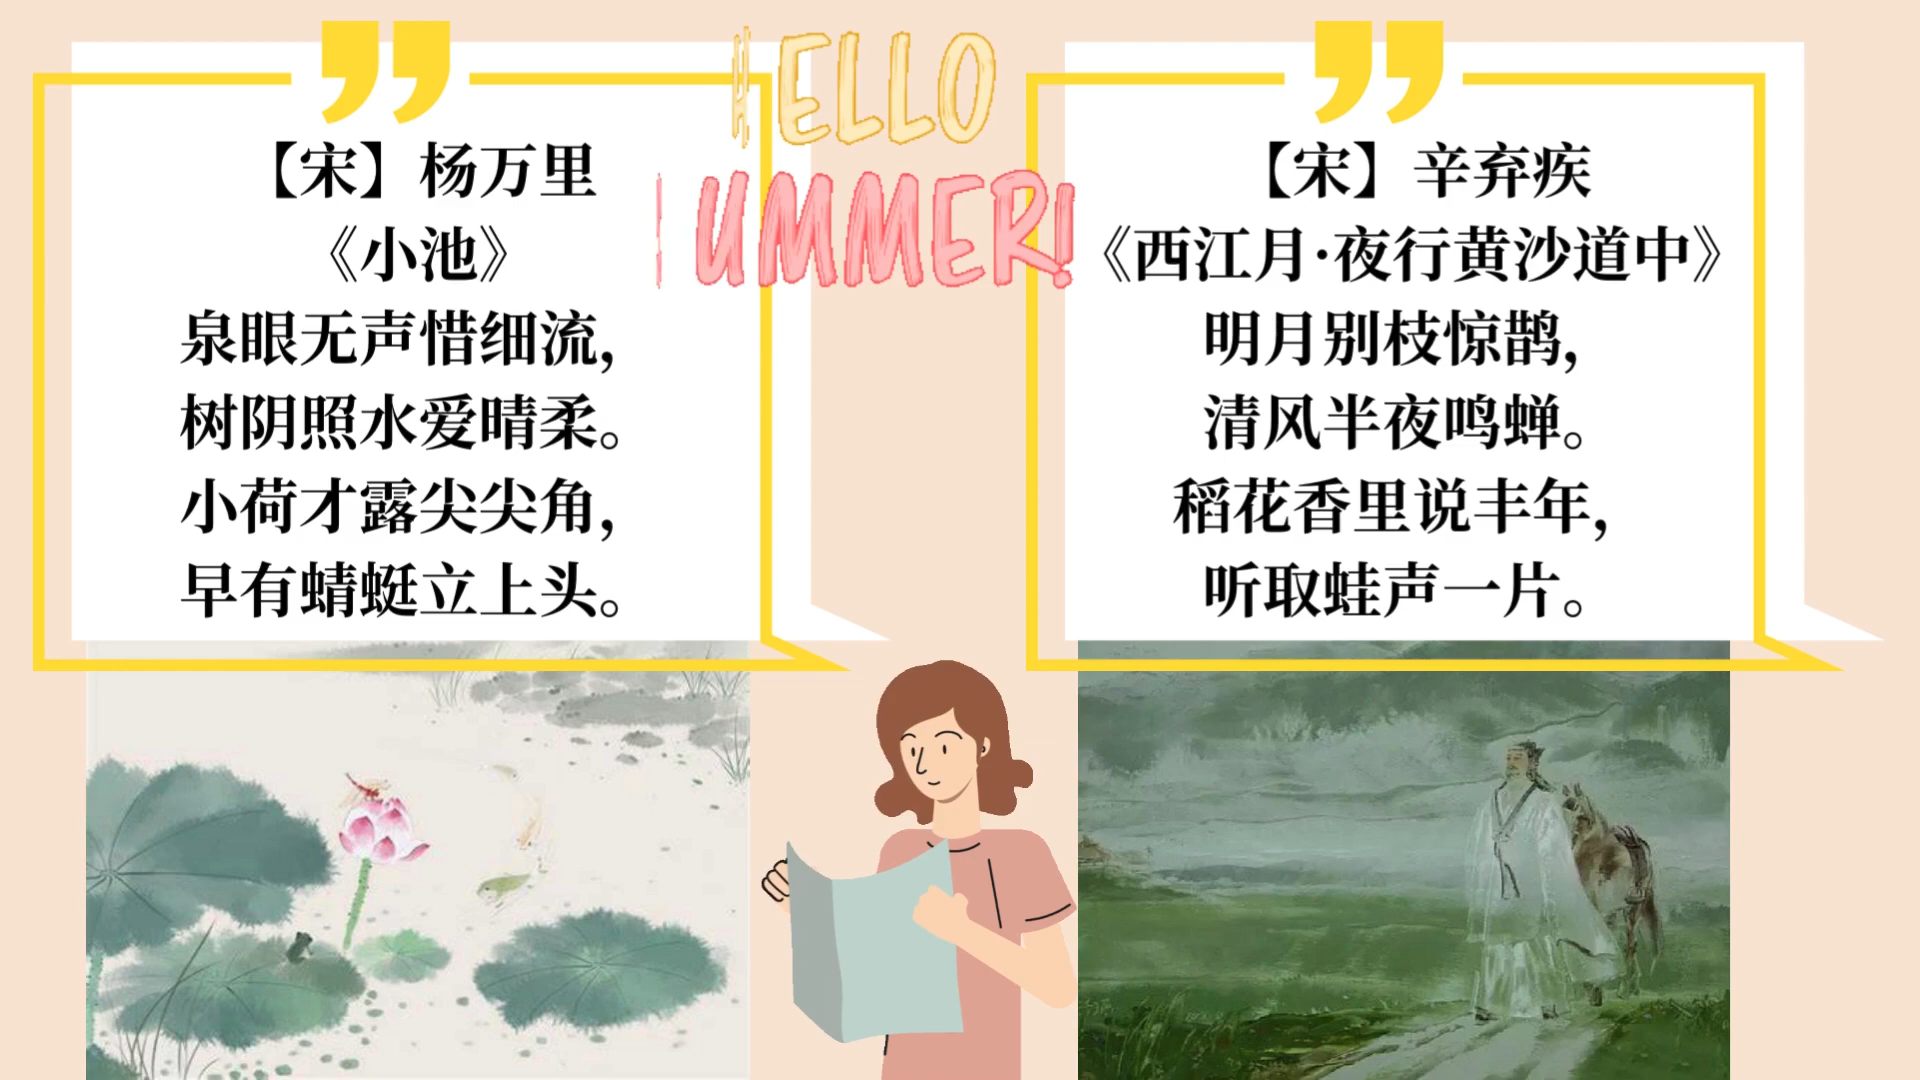 HELLO
UMMER!
【宋】杨万里
《小池》
泉眼无声惜细流，
树阴照水爱晴柔。
小荷才露尖尖角，
早有蜻蜓立上头。
【宋】辛弃疾
《西江月·夜行黄沙道中》
明月别枝惊鹊，
清风半夜鸣蝉。
稻花香里说丰年，
听取蛙声一片。